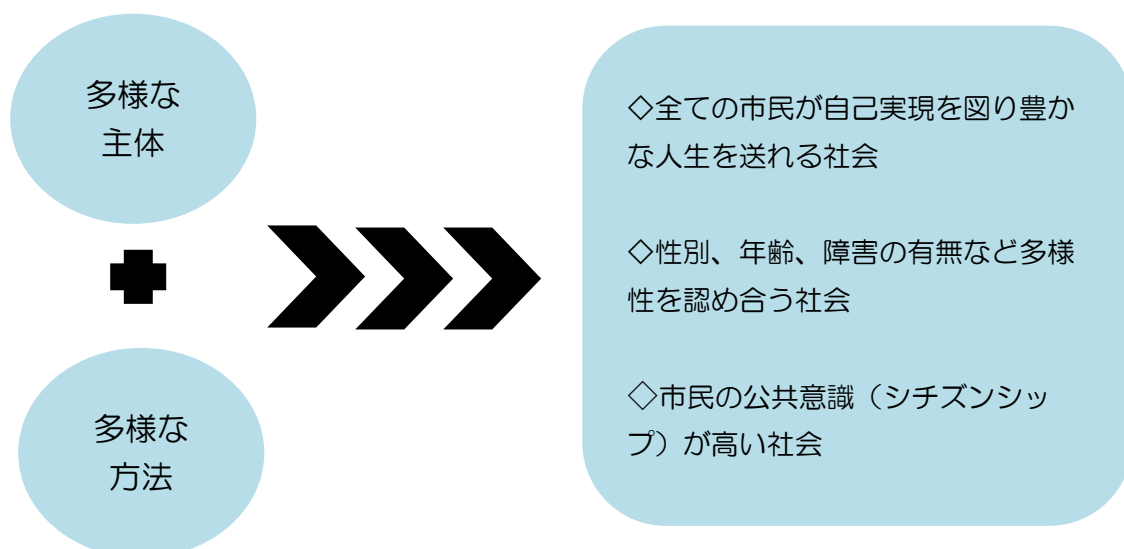 多様な
主体
多様な
方法
◇全ての市民が自己実現を図り豊か
な人生を送れる社会
◇性別、年齢、障害の有無など多様
性を認め合う社会
◇市民の公共意識（シチズンシッ
プ）が高い社会